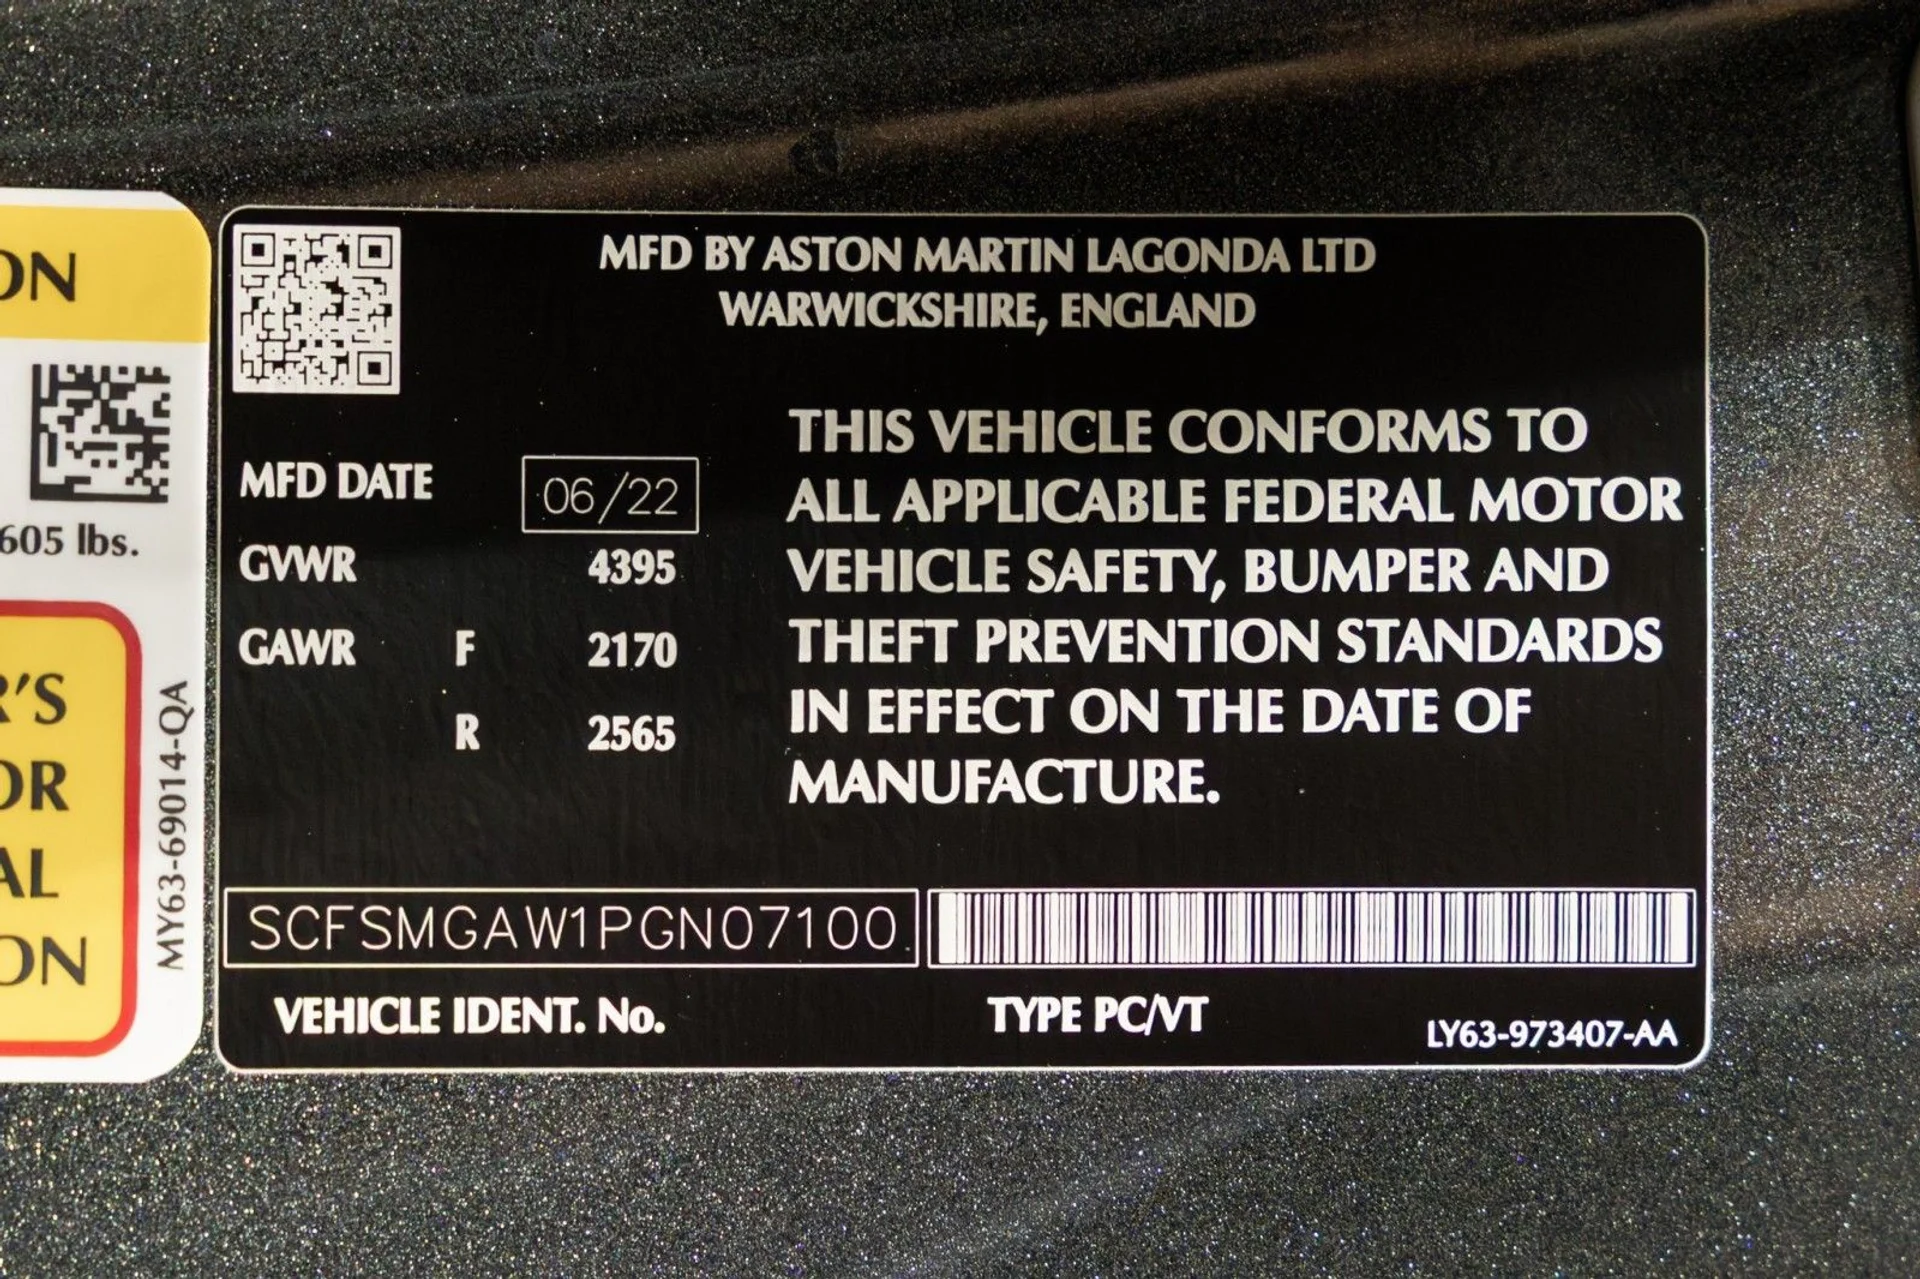 MFD BY ASTON MARTIN LAGONDA LTD
WARWICKSHIRE, ENGLAND
THIS VEHICLE CONFORMS TO
ALL APPLICABLE FEDERAL MOTOR
VEHICLE SAFETY, BUMPER AND
THEFT PREVENTION STANDARDS
IN EFFECT ON THE DATE OF
MANUFACTURE.
MFD DATE 06/22
GVWR 4395
GAWR F 2170
R 2565
SCFSMGAW1PGN07100
VEHICLE IDENT. No.
TYPE PC/VT
LY63-973407-AA
ON
605 lbs.
R'S
OR
AL
ON
MY63-69014-QA